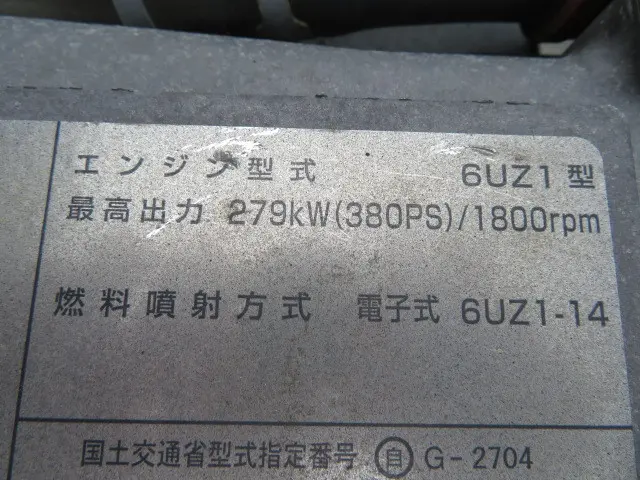 エンジン型式 6UZ1型
最高出力 279kW(380PS)/1800rpm
燃料噴射方式 電子式 6UZ1-14
国土交通省型式指定番号 自 G-2704